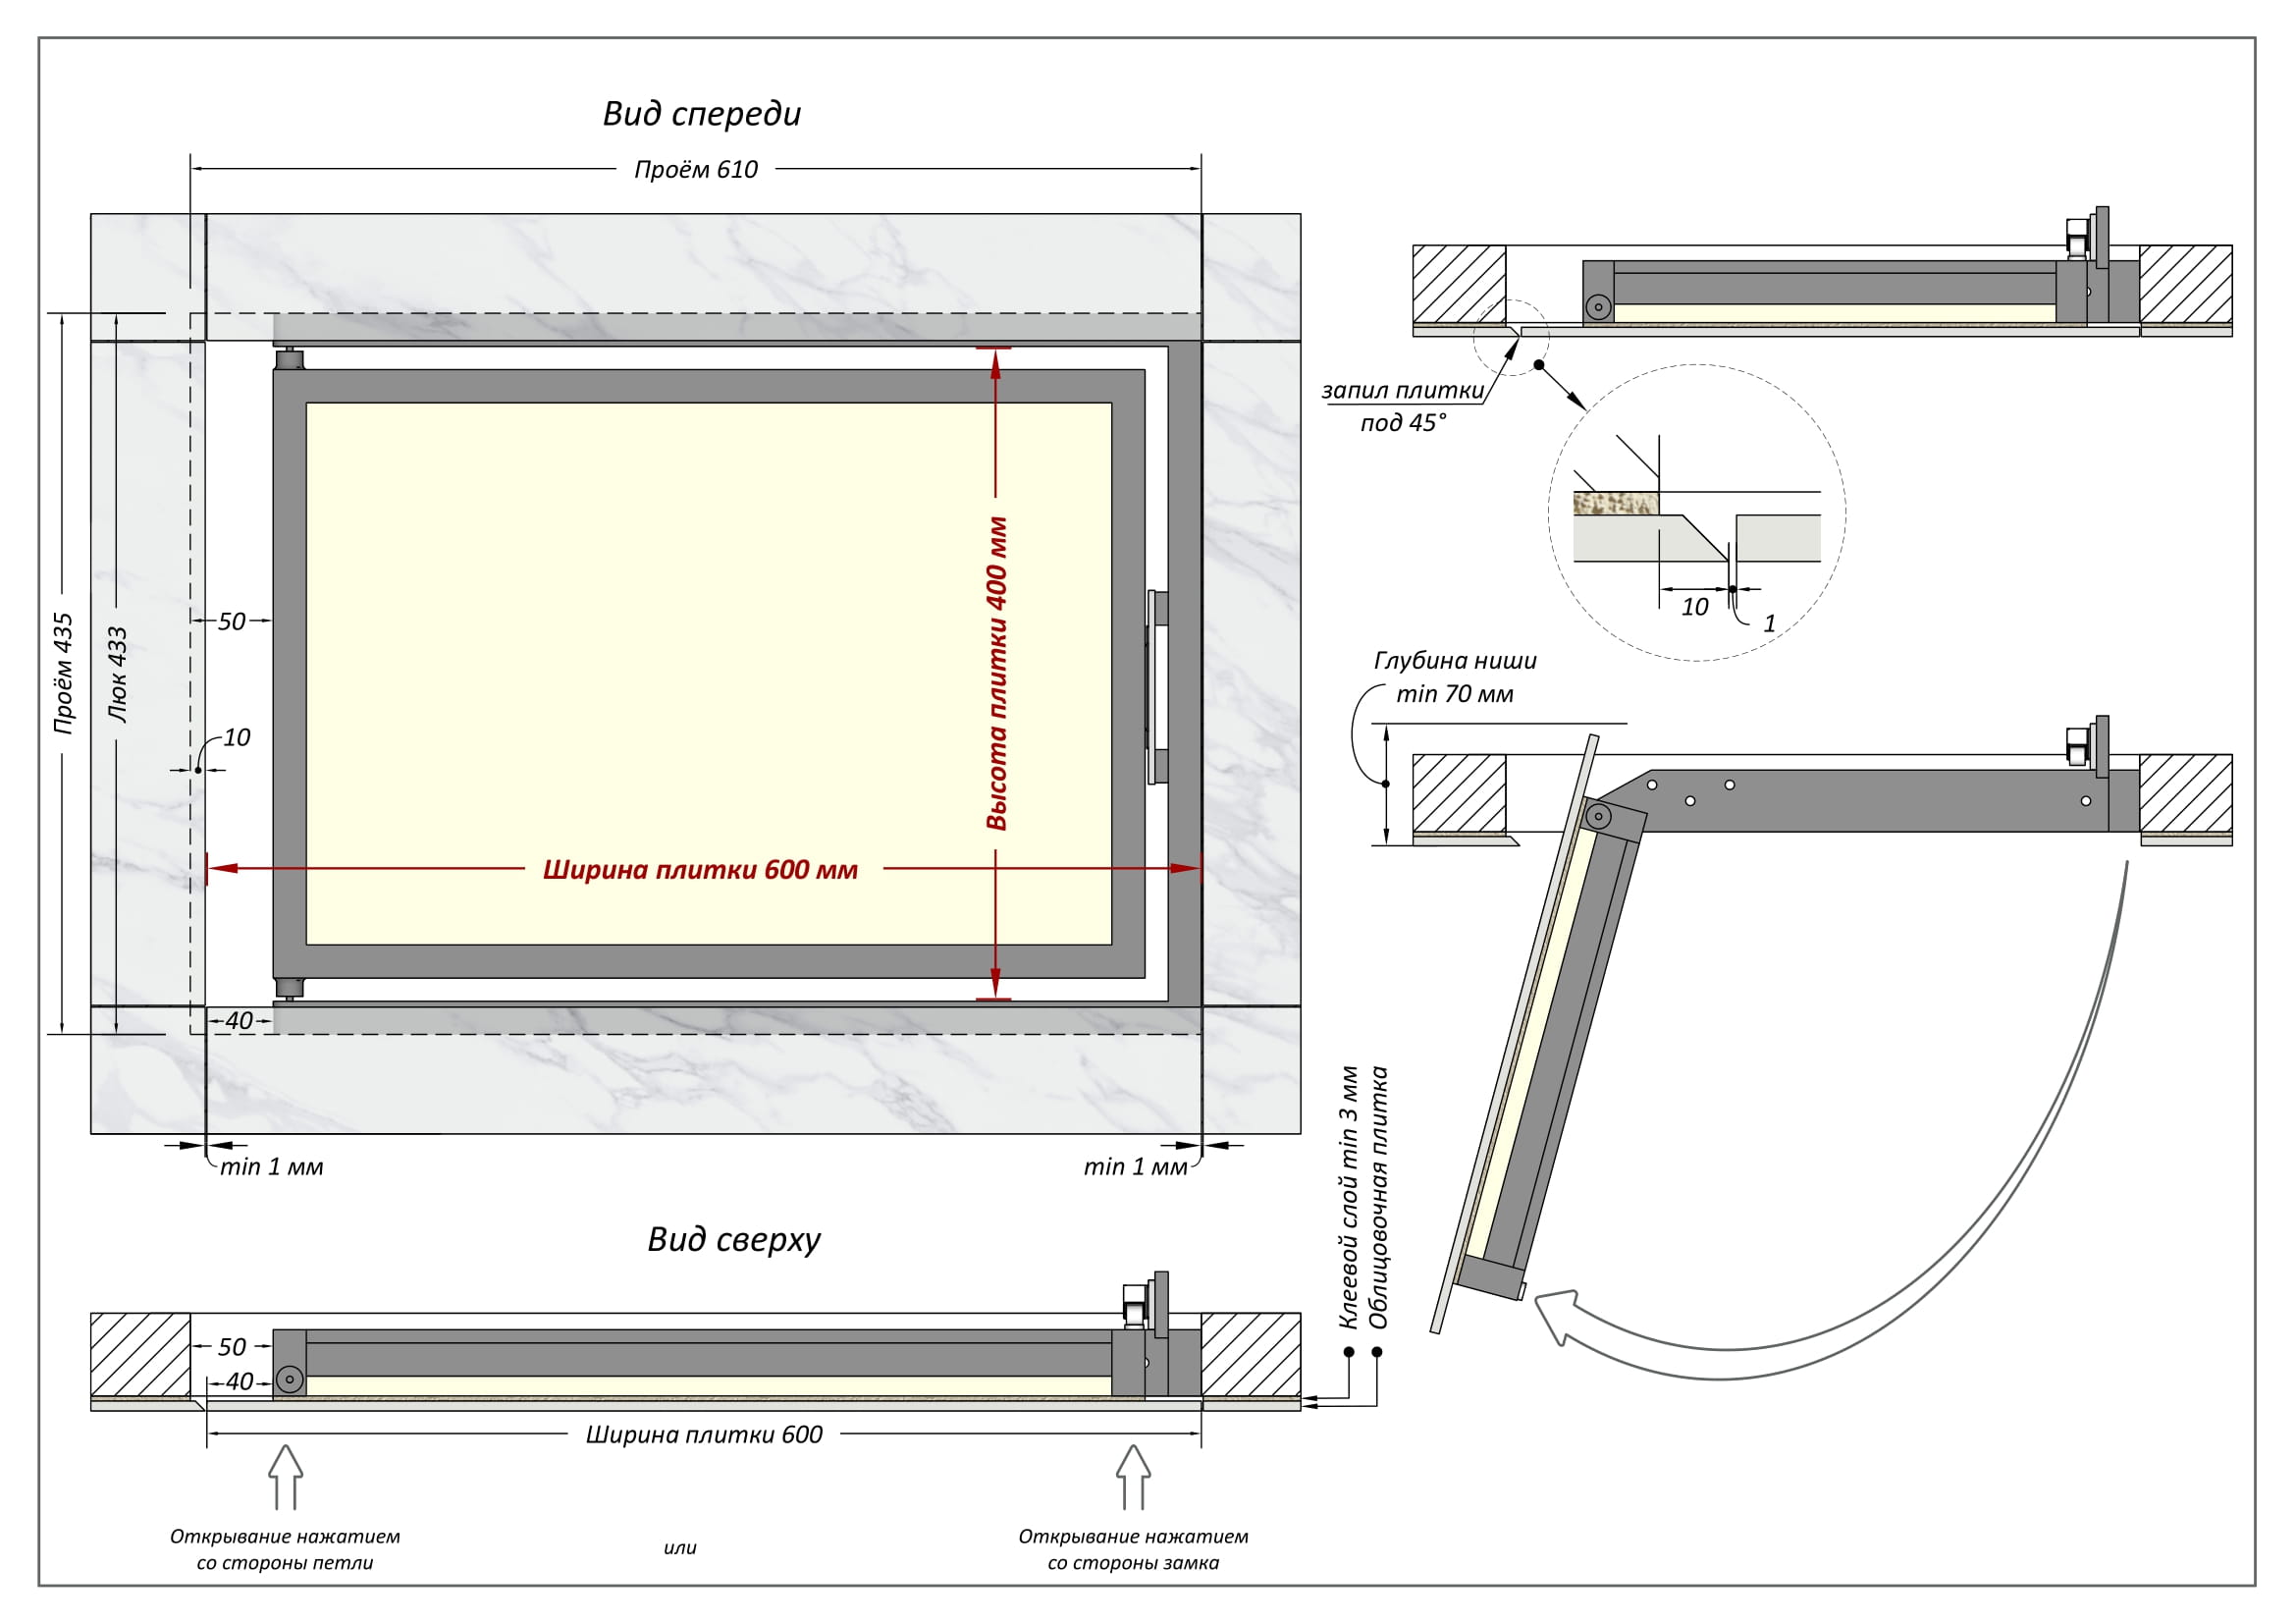 Вид спереди
Проём 610
Проём 435
Люк 433
50
10
40
Высота плитки 400 мм
Ширина плитки 600 мм
min 1 мм
min 1 мм
запил плитки
под 45°
10
1
Глубина ниши
min 70 мм
Вид сверху
50
40
Ширина плитки 600
Клеевой слой min 3 мм
Облицовочная плитка
Открывание нажатием
со стороны петли
или
Открывание нажатием
со стороны замка